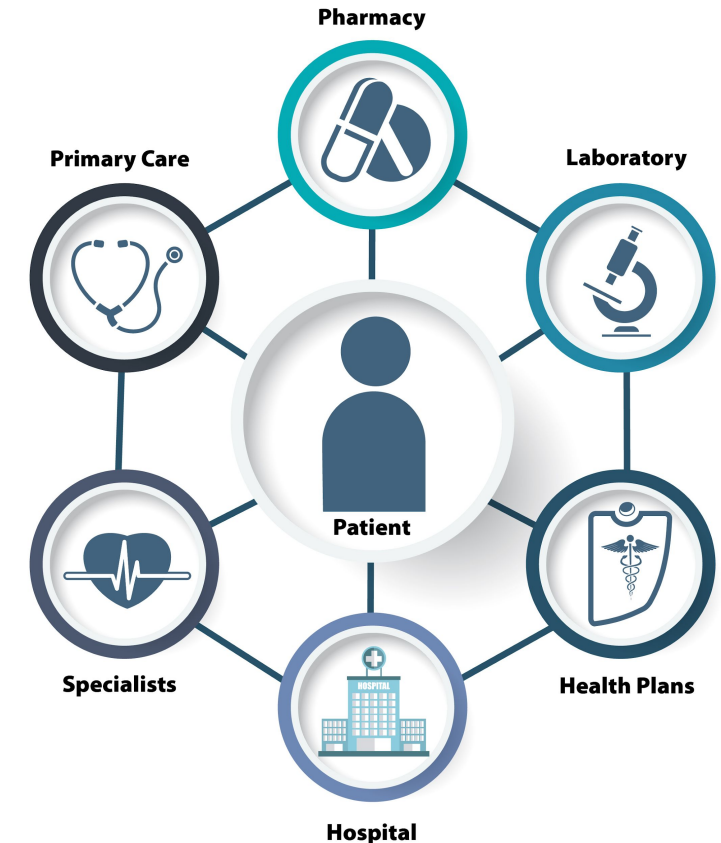 Pharmacy
Primary Care
Laboratory
Patient
Specialists
Health Plans
HOSPITAL
Hospital